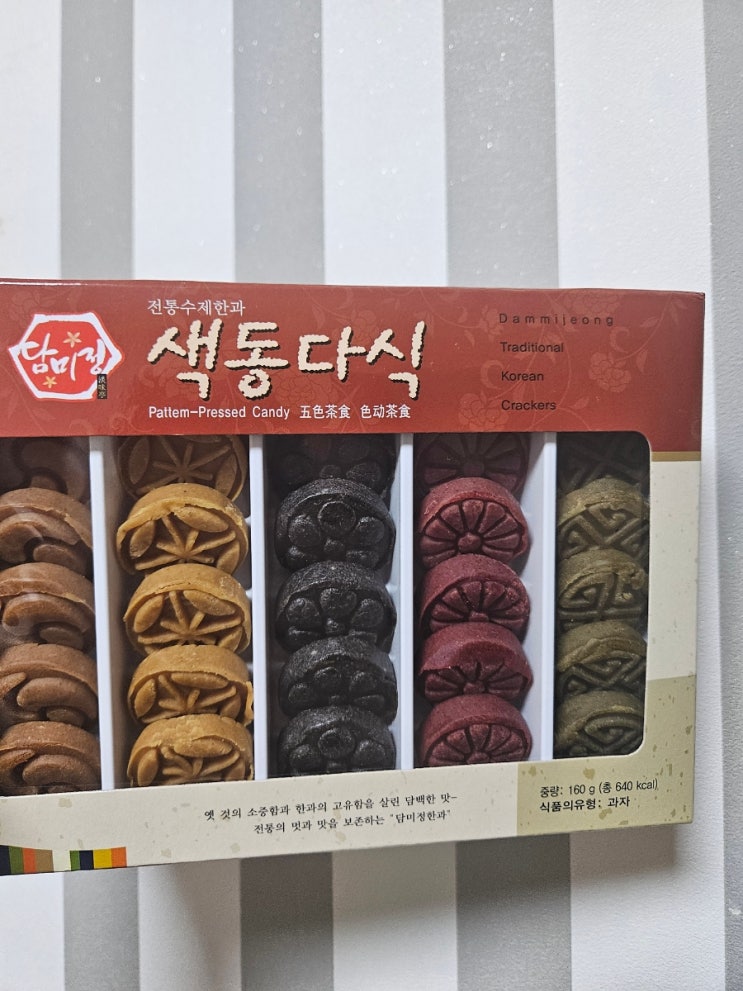 담미정
淡味亭
전통수제한과
색동다식
Pattem-Pressed Candy 五色茶食 色动茶食
Dammijeong
Traditional
Korean
Crackers
옛 것의 소중함과 한과의 고유함을 살린 담백한 맛-
전통의 멋과 맛을 보존하는 "담미정한과"
중량: 160 g (총 640 kcal)
식품의유형: 과자